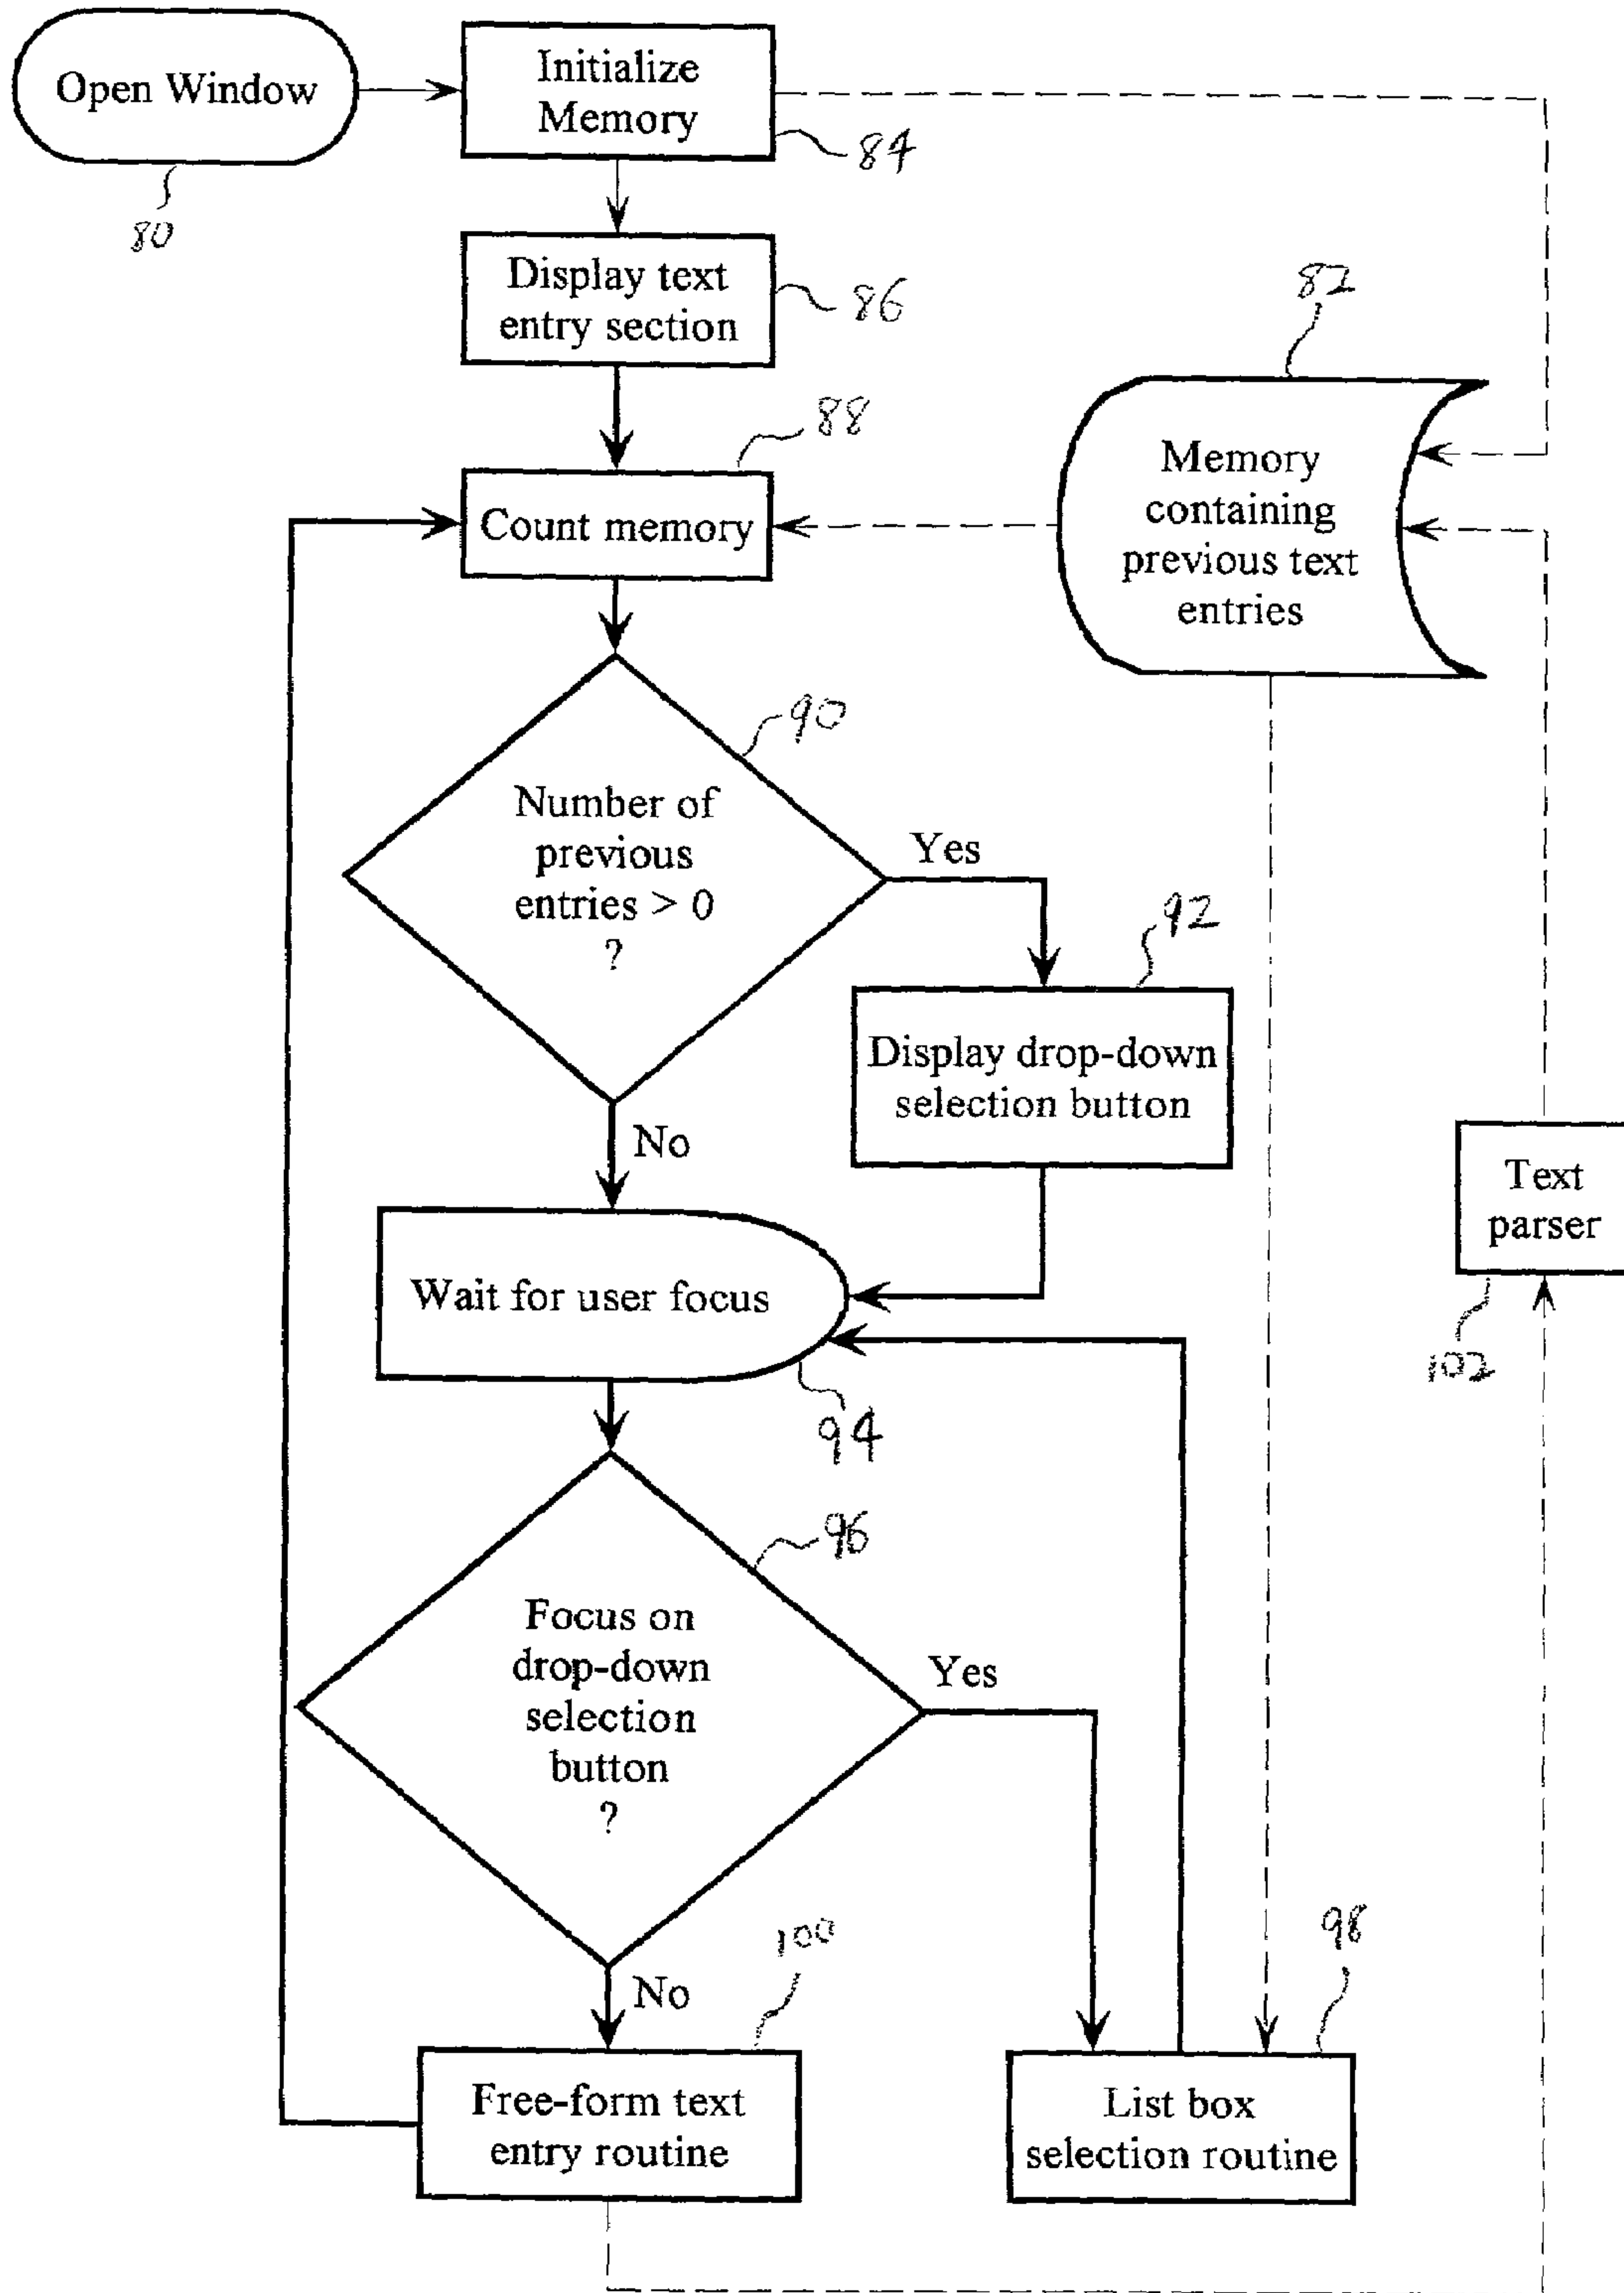 Open Window
80
Initialize
Memory
84
Display text
entry section
86
82
Memory
containing
previous text
entries
88
Count memory
90
Number of
previous
entries > 0
?
Yes
92
Display drop-down
selection button
No
Text
parser
102
Wait for user focus
94
96
Focus on
drop-down
selection
button
?
Yes
No
100
98
Free-form text
entry routine
List box
selection routine